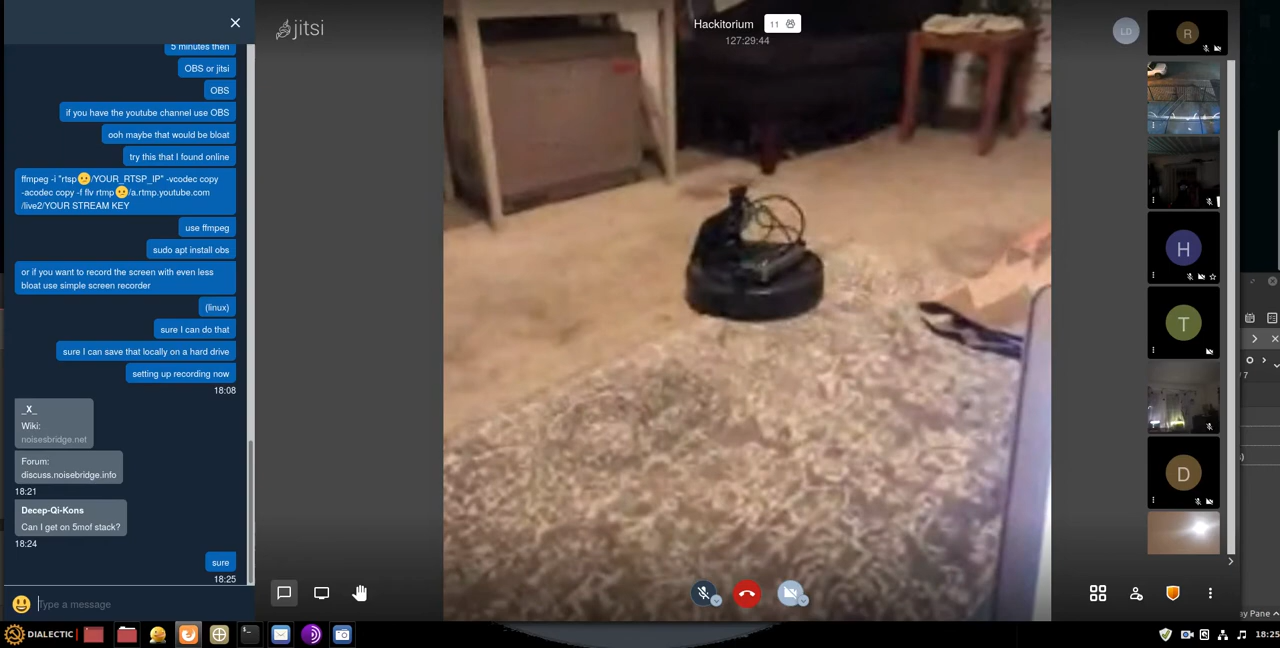 5 minutes then
OBS or jitsi
OBS
if you have the youtube channel use OBS
ooh maybe that would be bloat
try this that I found online
ffmpeg -i "rtsp😕/YOUR_RTSP_IP" -vcodec copy
-acodec copy -f flv rtmp😕/a.rtmp.youtube.com
/live2/YOUR STREAM KEY
use ffmpeg
sudo apt install obs
or if you want to record the screen with even less
bloat use simple screen recorder
(linux)
sure I can do that
sure I can save that locally on a hard drive
setting up recording now
18:08
_X_
Wiki:
noisesbridge.net
Forum:
discuss.noisebridge.info
18:21
Decep-Qi-Kons
Can I get on 5mof stack?
18:24
sure
18:25
Type a message
jitsi
Hackitorium 11
127:29:44
LD
R
H
T
D
DIALECTIC
18:25